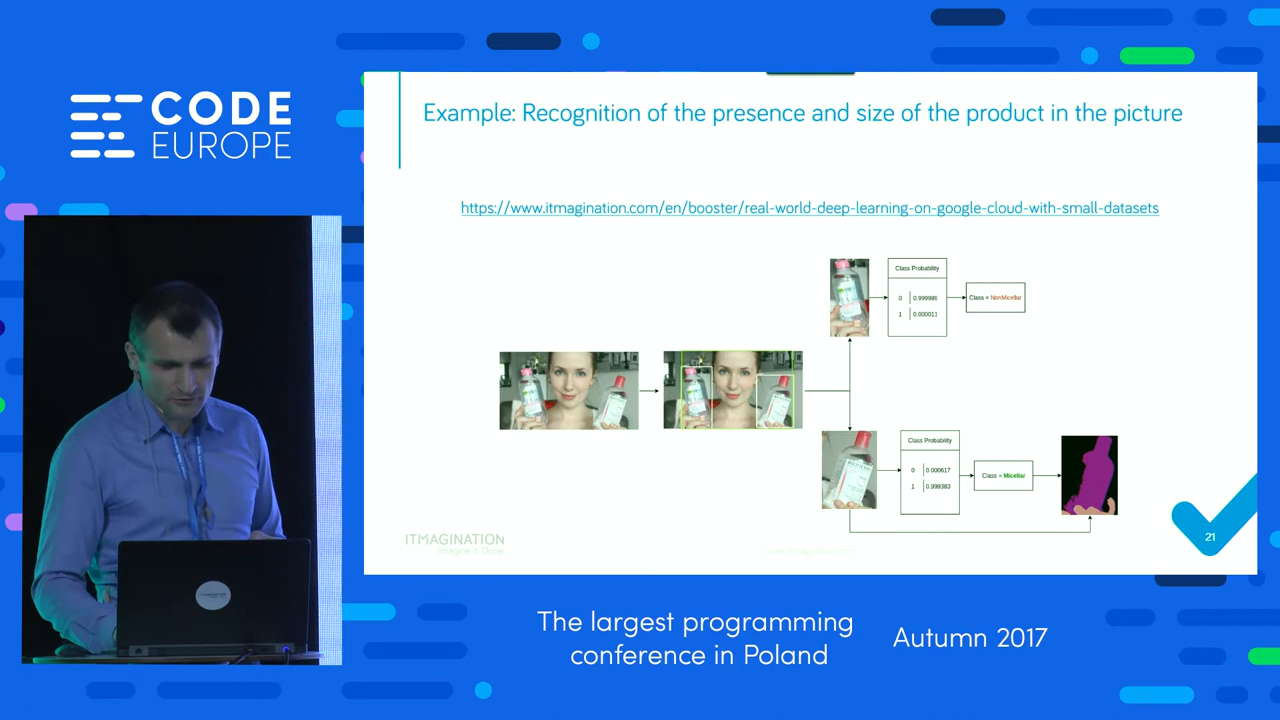 CODE
EUROPE
Example: Recognition of the presence and size of the product in the picture
https://www.itmagination.com/en/booster/real-world-deep-learning-on-google-cloud-with-small-datasets
Class Probability
0 0.999986
1 0.000011
Class = NonMicellar
Class Probability
0 0.000617
1 0.999383
Class = Micellar
ITMAGINATION
Imagine it. Done.
21
The largest programming
conference in Poland
Autumn 2017